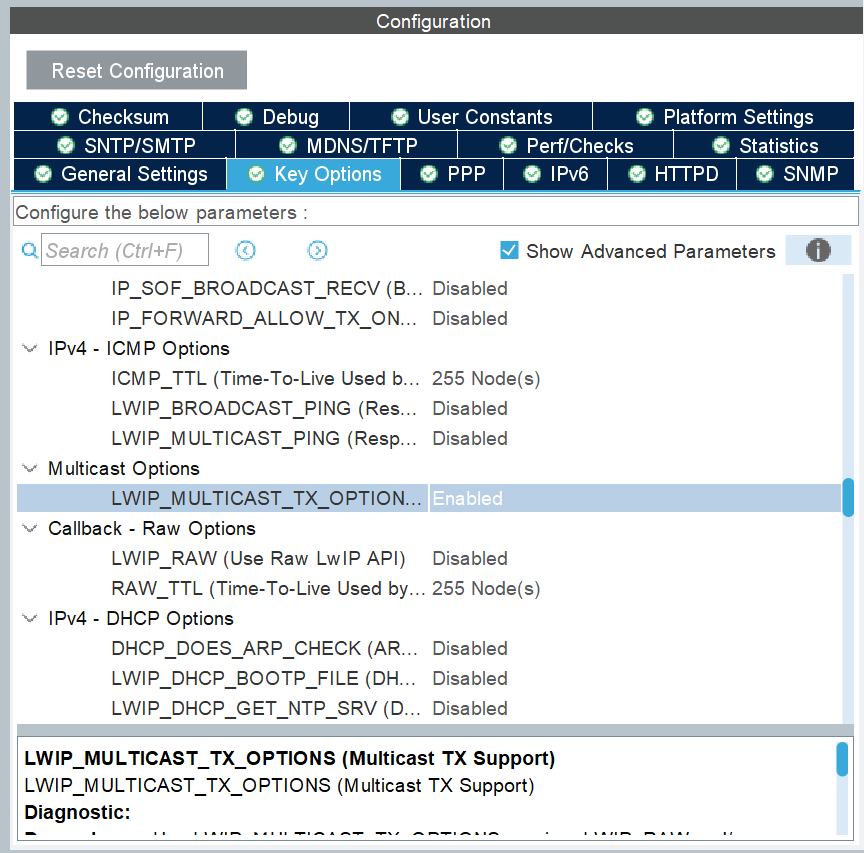 Configuration
Reset Configuration
Checksum Debug User Constants Platform Settings
SNTP/SMTP MDNS/TFTP Perf/Checks Statistics
General Settings Key Options PPP IPv6 HTTPD SNMP
Configure the below parameters :
Search (Ctrl+F) Show Advanced Parameters
IP_SOF_BROADCAST_RECV (B... Disabled
IP_FORWARD_ALLOW_TX_ON... Disabled
IPv4 - ICMP Options
ICMP_TTL (Time-To-Live Used b... 255 Node(s)
LWIP_BROADCAST_PING (Res... Disabled
LWIP_MULTICAST_PING (Resp... Disabled
Multicast Options
LWIP_MULTICAST_TX_OPTION... Enabled
Callback - Raw Options
LWIP_RAW (Use Raw LwIP API) Disabled
RAW_TTL (Time-To-Live Used by... 255 Node(s)
IPv4 - DHCP Options
DHCP_DOES_ARP_CHECK (AR... Disabled
LWIP_DHCP_BOOTP_FILE (DH... Disabled
LWIP_DHCP_GET_NTP_SRV (D... Disabled
LWIP_MULTICAST_TX_OPTIONS (Multicast TX Support)
LWIP_MULTICAST_TX_OPTIONS (Multicast TX Support)
Diagnostic: